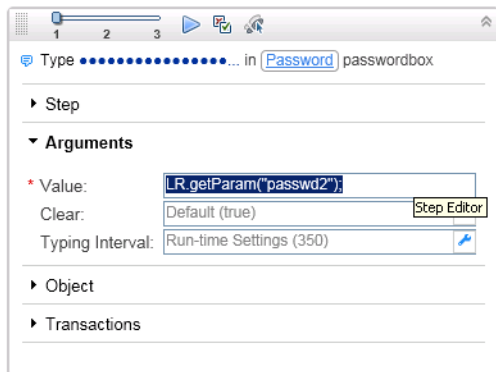 1 2 3
Type ●●●●●●●●●●●●●●●●... in Password passwordbox
Step
Arguments
* Value: LR.getParam("passwd2");
Step Editor
Clear: Default (true)
Typing Interval: Run-time Settings (350)
Object
Transactions